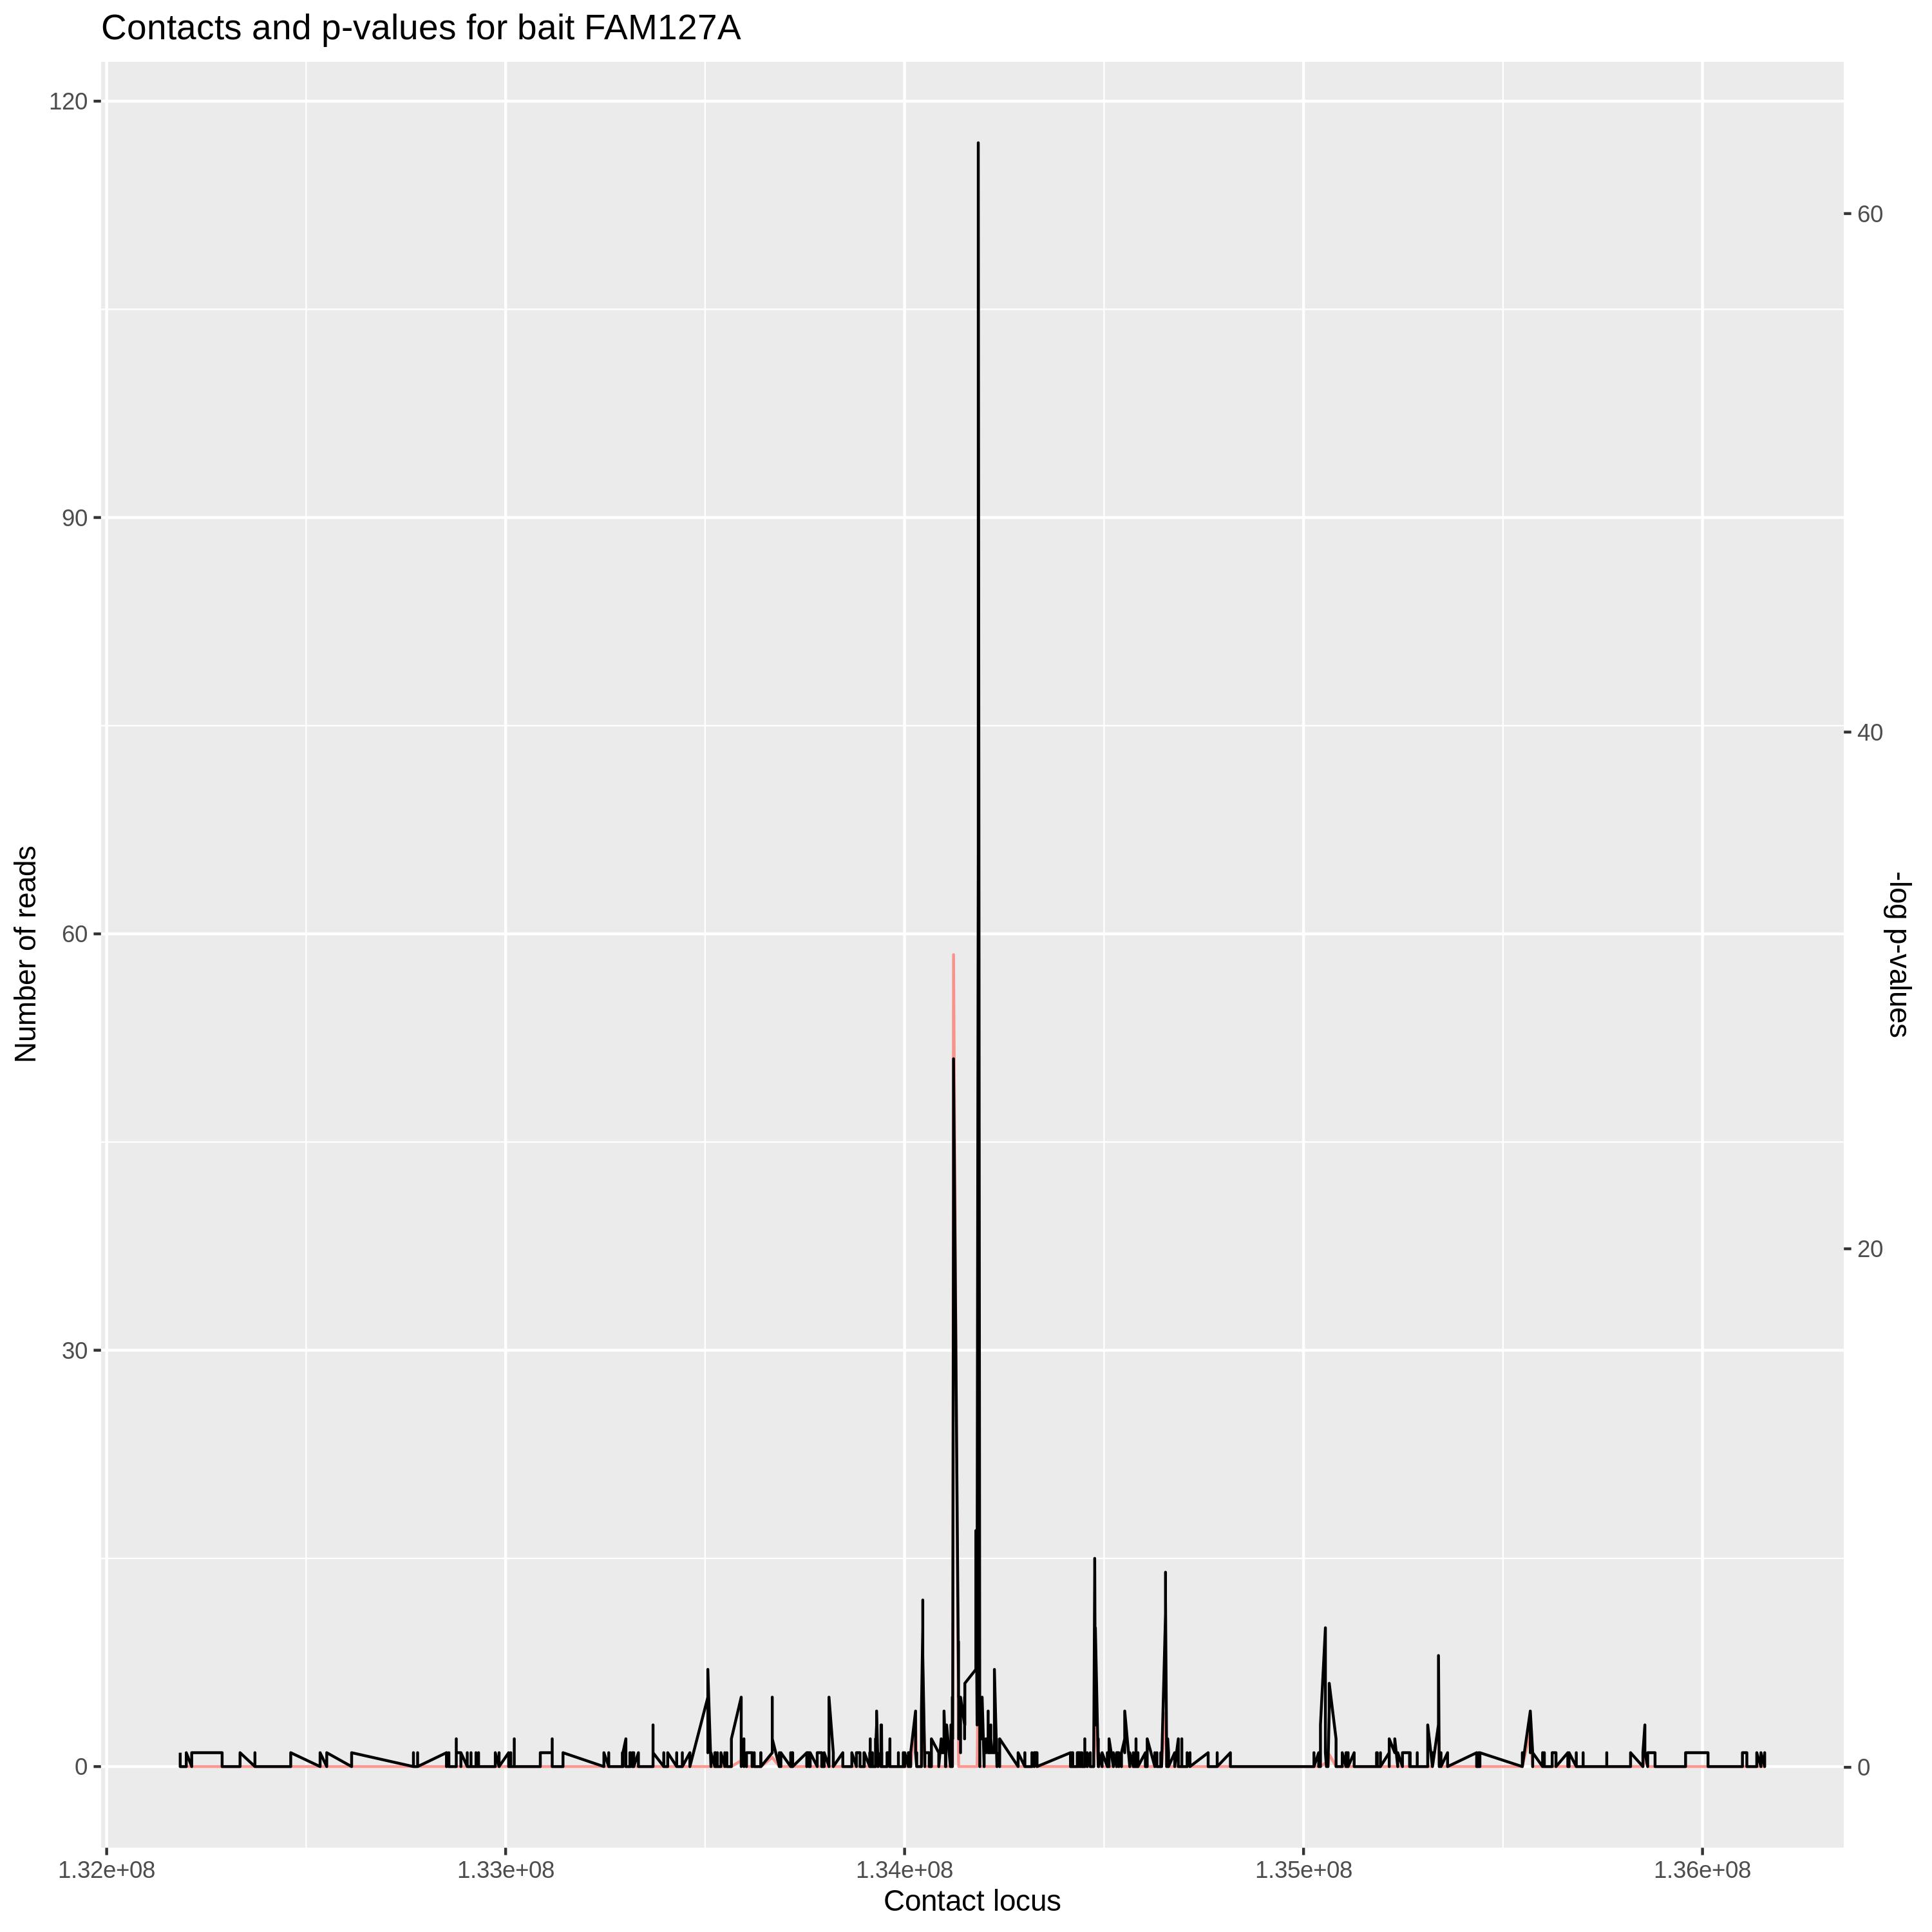 Contacts and p-values for bait FAM127A
120
90
60
30
0
Number of reads
60
40
20
0
-log p-values
1.32e+08
1.33e+08
1.34e+08
1.35e+08
1.36e+08
Contact locus